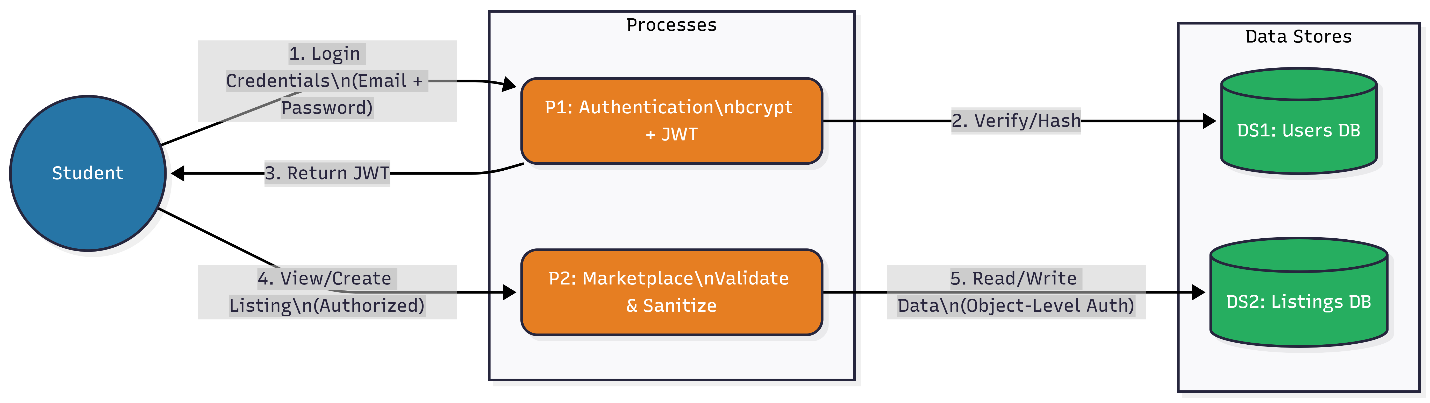 Processes
Data Stores
1. Login
Credentials\n(Email +
Password)
P1: Authentication\nbcrypt
+ JWT
2. Verify/Hash
DS1: Users DB
Student
3. Return JWT
4. View/Create
Listing\n(Authorized)
P2: Marketplace\nValidate
& Sanitize
5. Read/Write
Data\n(Object-Level Auth)
DS2: Listings DB